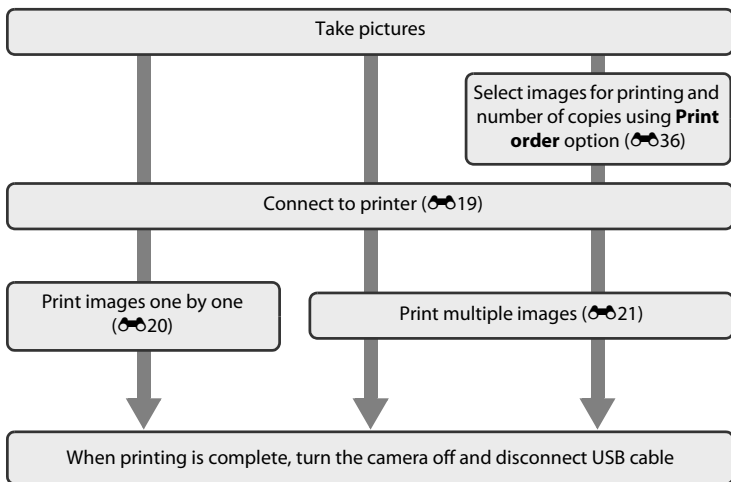 Take pictures
Select images for printing and
number of copies using Print
order option (36)
Connect to printer (19)
Print images one by one
(20)
Print multiple images (21)
When printing is complete, turn the camera off and disconnect USB cable